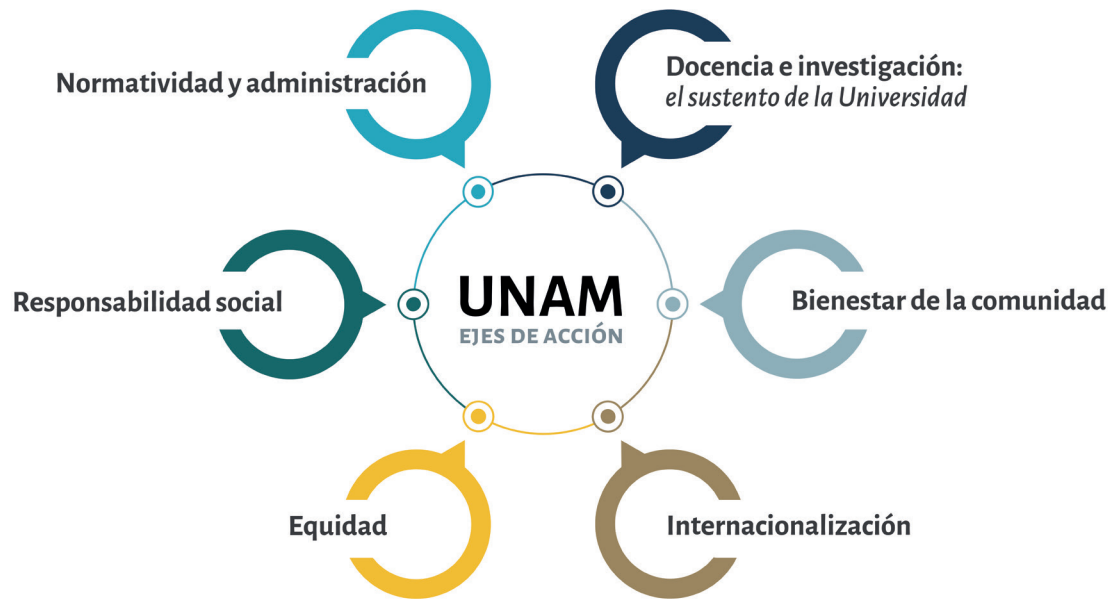 Normatividad y administración
Docencia e investigación:
el sustento de la Universidad
Responsabilidad social
UNAM
EJES DE ACCIÓN
Bienestar de la comunidad
Equidad
Internacionalización